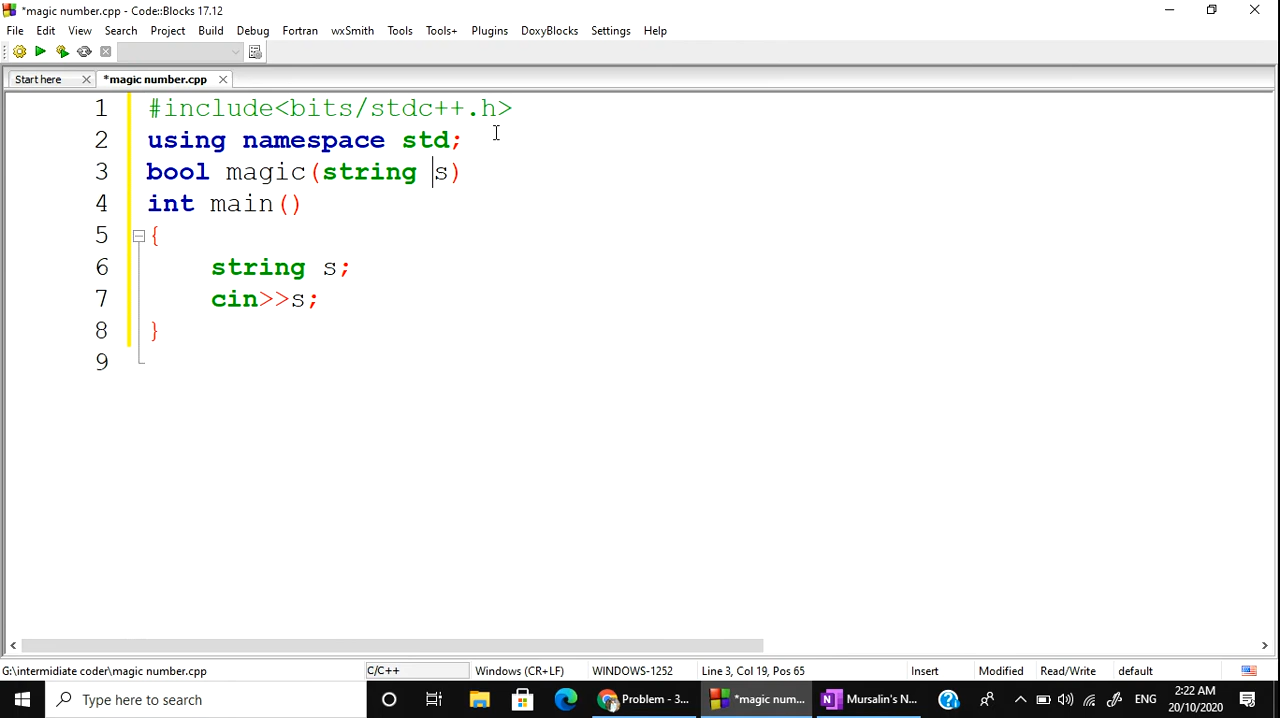 *magic number.cpp - Code::Blocks 17.12
File Edit View Search Project Build Debug Fortran wxSmith Tools Tools+ Plugins DoxyBlocks Settings Help
Start here *magic number.cpp
1 #include<bits/stdc++.h>
2 using namespace std;
3 bool magic(string s)
4 int main()
5 {
6 string s;
7 cin>>s;
8 }
9
G:\intermidiate coder\magic number.cpp C/C++ Windows (CR+LF) WINDOWS-1252 Line 3, Col 19, Pos 65 Insert Modified Read/Write default
Type here to search Problem - 3... *magic num... Mursalin's N... ENG 2:22 AM
20/10/2020